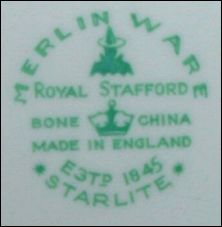 MERLIN WARE
ROYAL STAFFORD
BONE CHINA
MADE IN ENGLAND
ESTD 1845
STARLITE